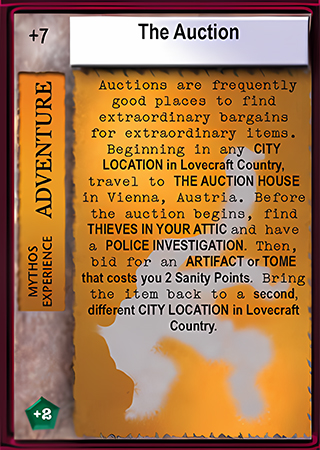 +7
The Auction
MYTHOS EXPERIENCE
ADVENTURE
Auctions are frequently
good places to find
extraordinary bargains
for extraordinary items.
Beginning in any CITY
LOCATION in Lovecraft Country,
travel to THE AUCTION HOUSE
in Vienna, Austria. Before
the auction begins, find
THIEVES IN YOUR ATTIC and have
a POLICE INVESTIGATION. Then,
bid for an ARTIFACT or TOME
that costs you 2 Sanity Points. Bring
the item back to a second,
different CITY LOCATION in Lovecraft
Country.
+2